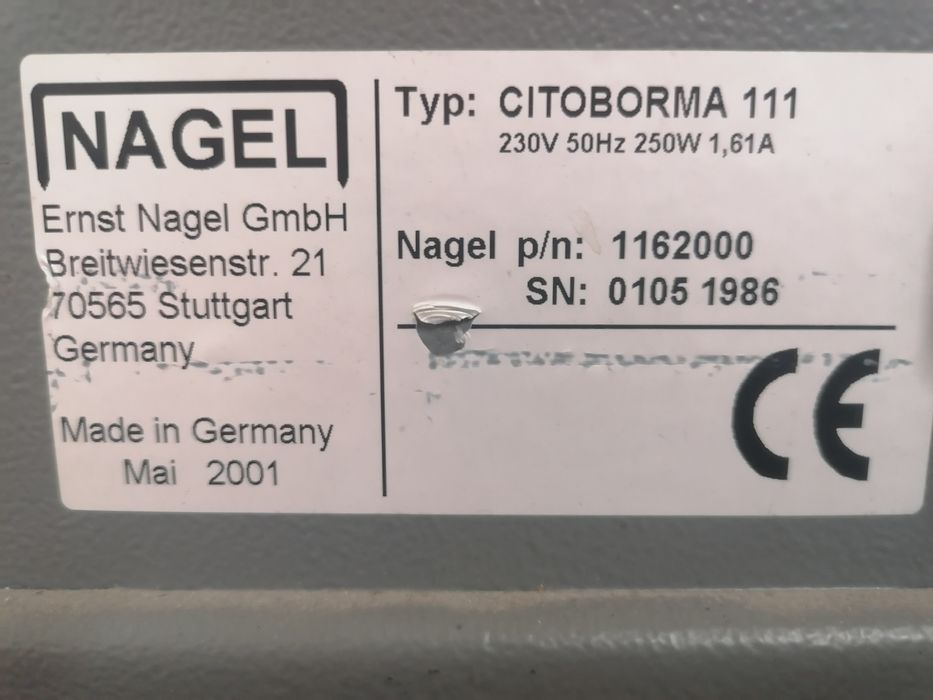 NAGEL
Ernst Nagel GmbH
Breitwiesenstr. 21
70565 Stuttgart
Germany
Made in Germany
Mai 2001
Typ: CITOBORMA 111
230V 50Hz 250W 1,61A
Nagel p/n: 1162000
SN: 0105 1986
CE